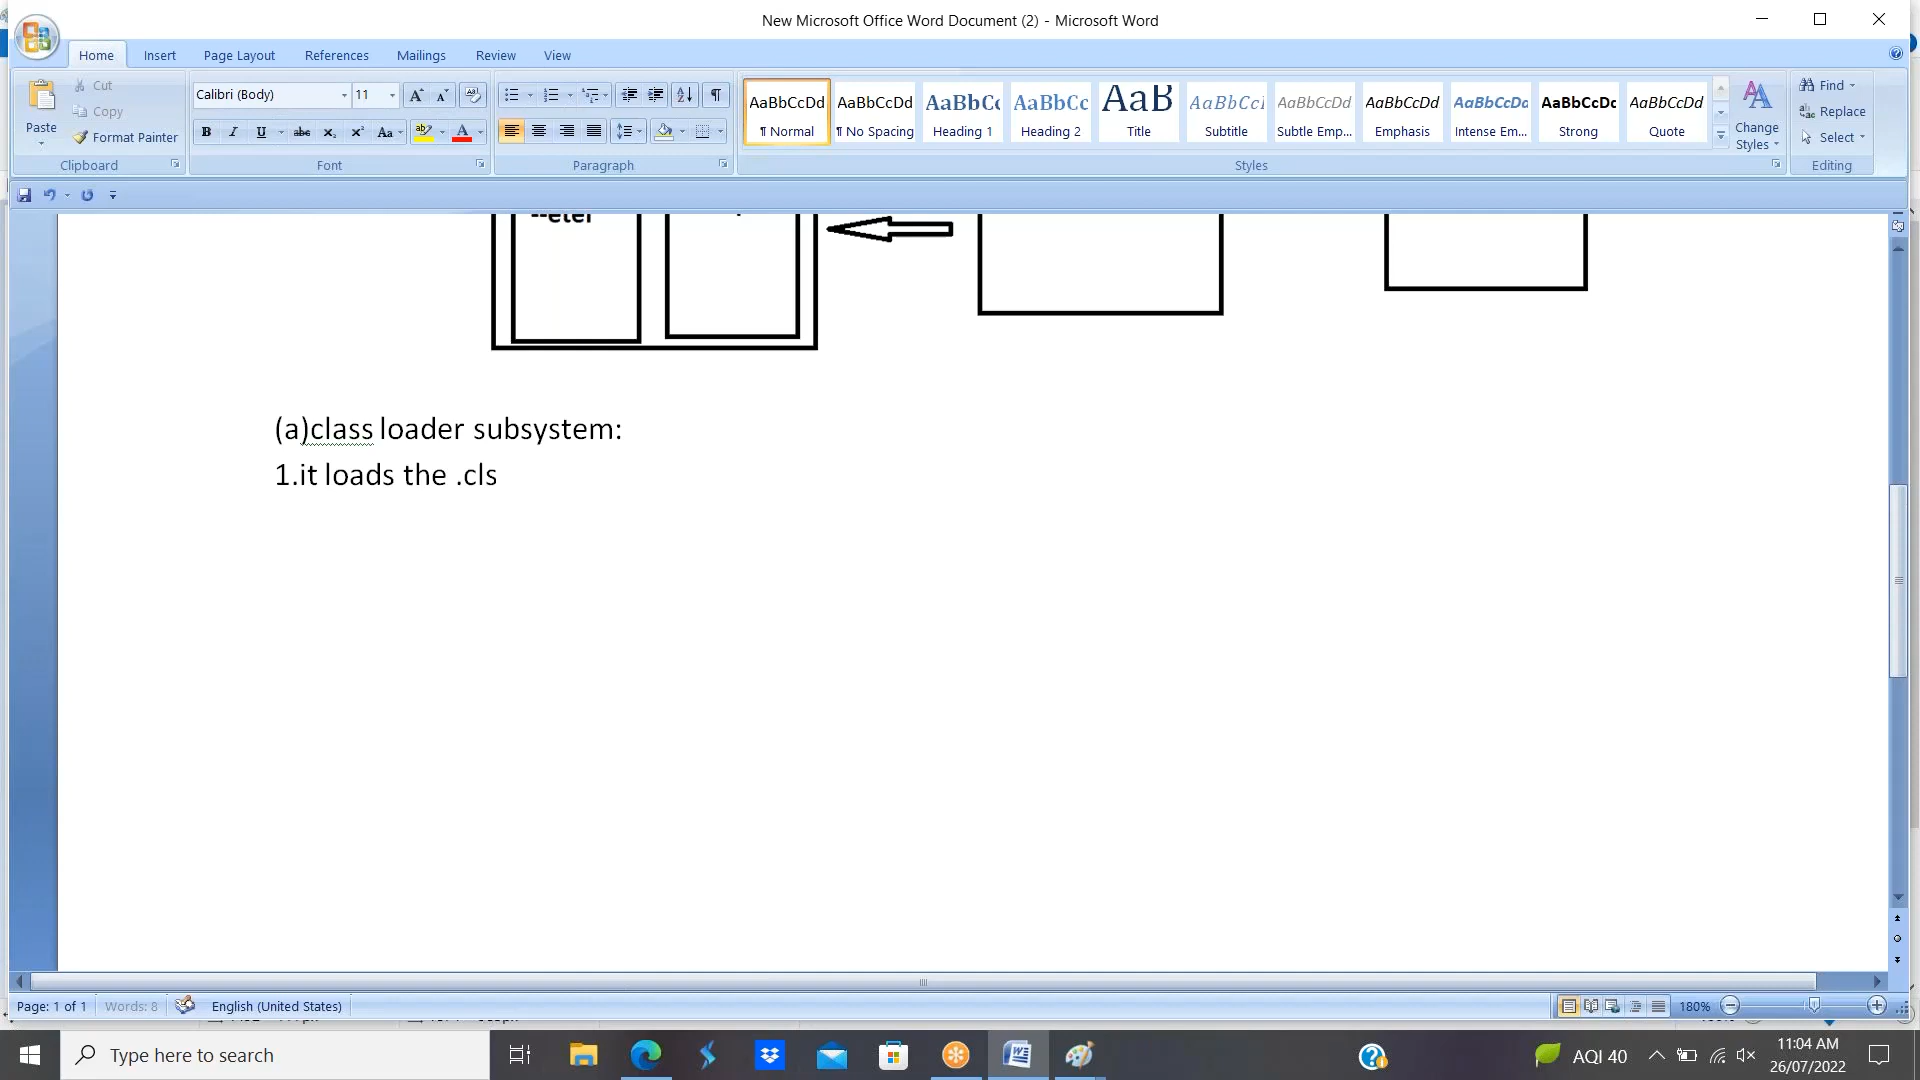 New Microsoft Office Word Document (2) - Microsoft Word
Home Insert Page Layout References Mailings Review View
Paste
Cut
Copy
Format Painter
Clipboard
Calibri (Body) 11
Font
Paragraph
AaBbCcDd AaBbCcDd AaBbCc AaBbCc AaB AaBbCcl AaBbCcDd AaBbCcDd AaBbCcDd AaBbCcDc AaBbCcDd
¶ Normal ¶ No Spacing Heading 1 Heading 2 Title Subtitle Subtle Emp... Emphasis Intense Em... Strong Quote
Change Styles
Styles
Find
Replace
Select
Editing
--eter
(a)class loader subsystem:
1.it loads the .cls
Page: 1 of 1 Words: 8 English (United States) 180%
Type here to search
AQI 40
11:04 AM
26/07/2022